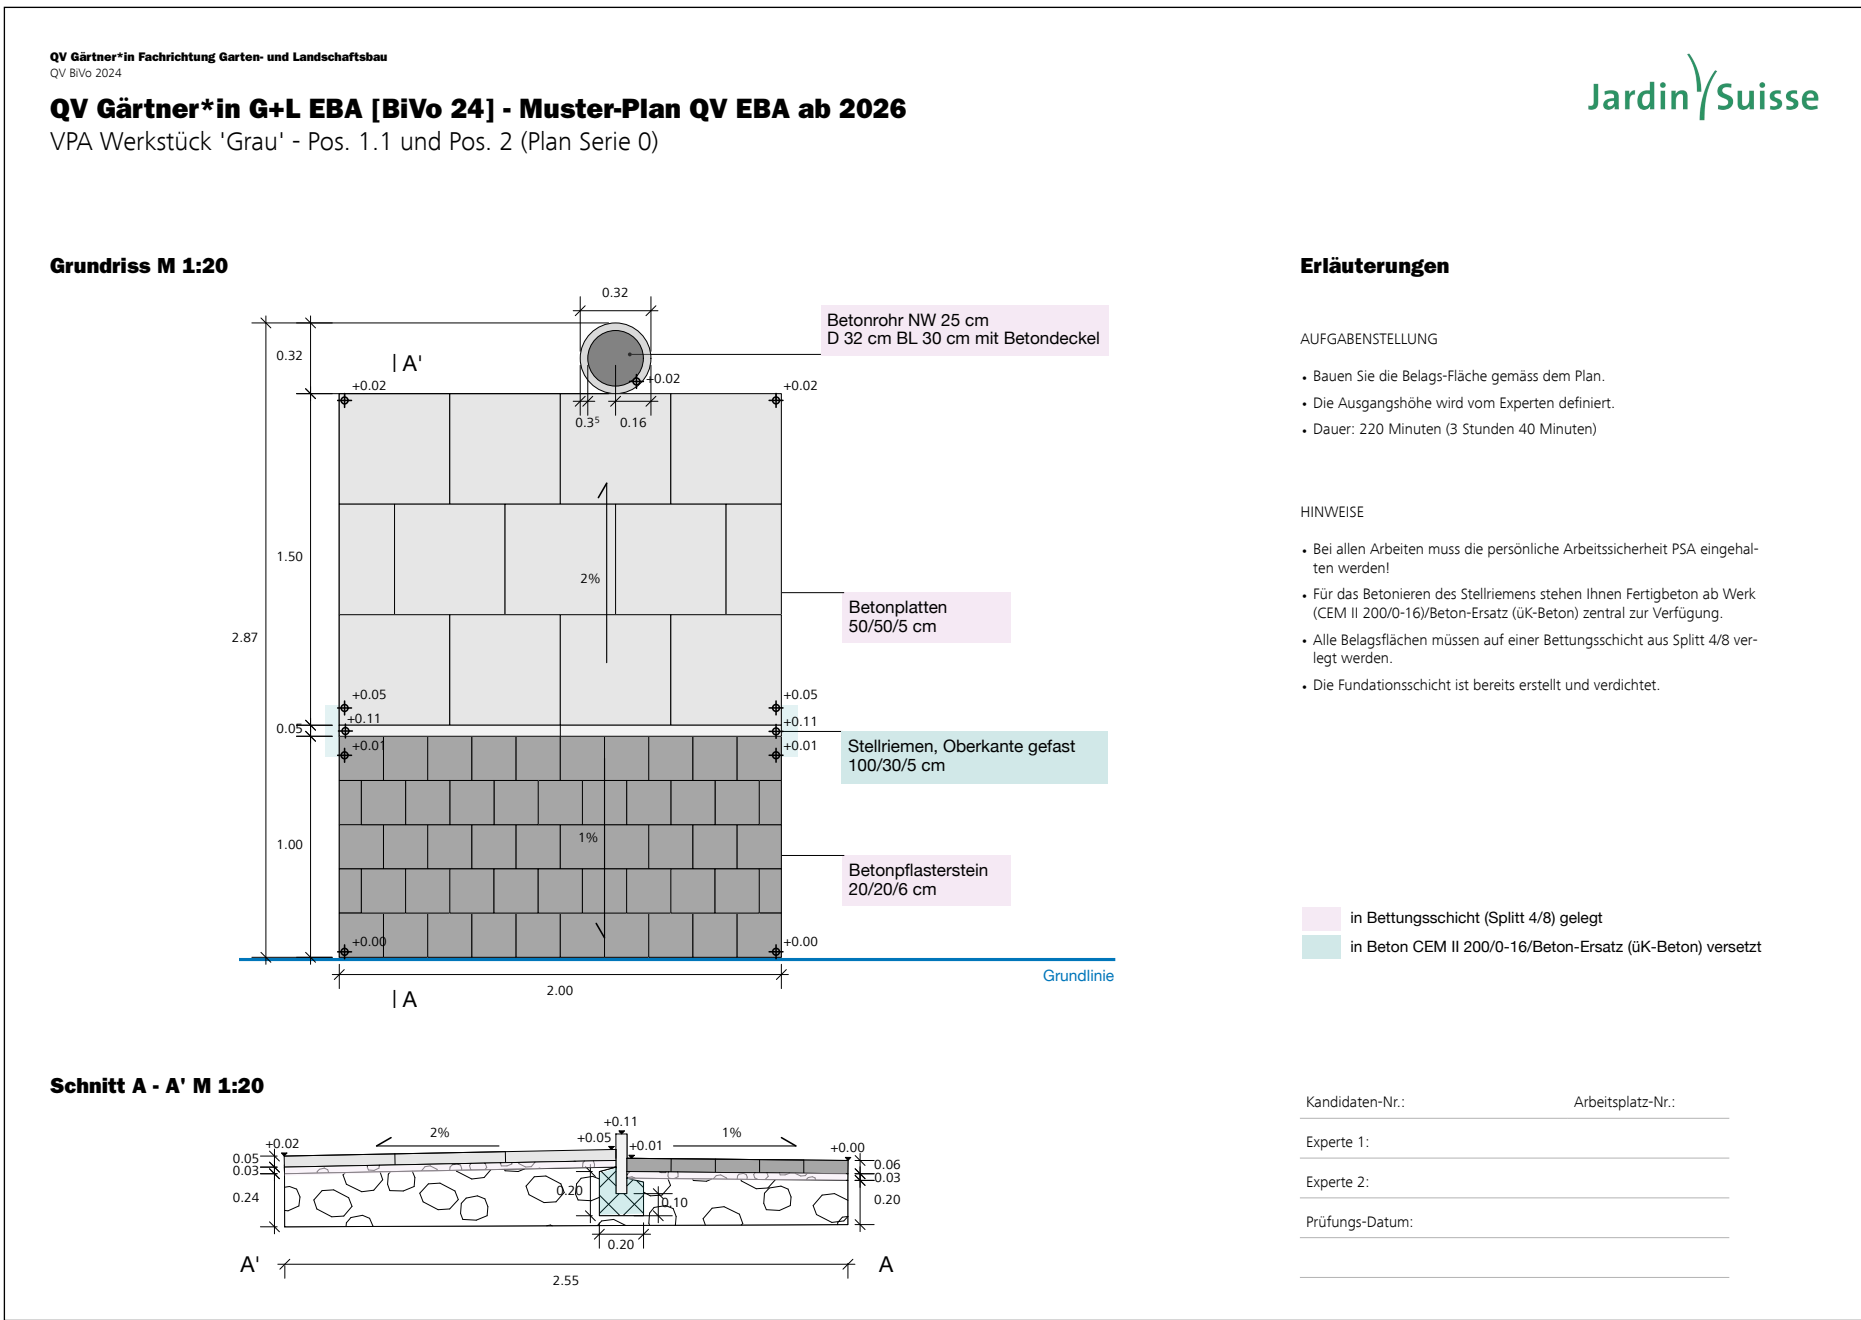 QV Gärtner*in Fachrichtung Garten- und Landschaftsbau
QV BiVo 2024
QV Gärtner*in G+L EBA [BiVo 24] - Muster-Plan QV EBA ab 2026
VPA Werkstück 'Grau' - Pos. 1.1 und Pos. 2 (Plan Serie 0)
Jardin Suisse
Grundriss M 1:20
0.32
Betonrohr NW 25 cm
D 32 cm BL 30 cm mit Betondeckel
0.32
A'
+0.02
+0.02
+0.02
0.3⁵
0.16
1.50
2%
Betonplatten
50/50/5 cm
2.87
+0.05
+0.05
+0.11
+0.11
0.05
+0.01
+0.01
Stellriemen, Oberkante gefast
100/30/5 cm
1.00
1%
Betonpflasterstein
20/20/6 cm
+0.00
+0.00
Grundlinie
2.00
A
Erläuterungen
AUFGABENSTELLUNG
• Bauen Sie die Belags-Fläche gemäss dem Plan.
• Die Ausgangshöhe wird vom Experten definiert.
• Dauer: 220 Minuten (3 Stunden 40 Minuten)
HINWEISE
• Bei allen Arbeiten muss die persönliche Arbeitssicherheit PSA eingehal-
ten werden!
• Für das Betonieren des Stellriemens stehen Ihnen Fertigbeton ab Werk
(CEM II 200/0-16)/Beton-Ersatz (üK-Beton) zentral zur Verfügung.
• Alle Belagsflächen müssen auf einer Bettungsschicht aus Splitt 4/8 ver-
legt werden.
• Die Fundationsschicht ist bereits erstellt und verdichtet.
in Bettungsschicht (Splitt 4/8) gelegt
in Beton CEM II 200/0-16/Beton-Ersatz (üK-Beton) versetzt
Schnitt A - A' M 1:20
+0.11
2%
+0.05
+0.01
1%
+0.02
+0.00
0.05
0.03
0.24
0.06
0.03
0.20
0.20
0.10
0.20
A'
A
2.55
Kandidaten-Nr.:
Arbeitsplatz-Nr.:
Experte 1:
Experte 2:
Prüfungs-Datum: